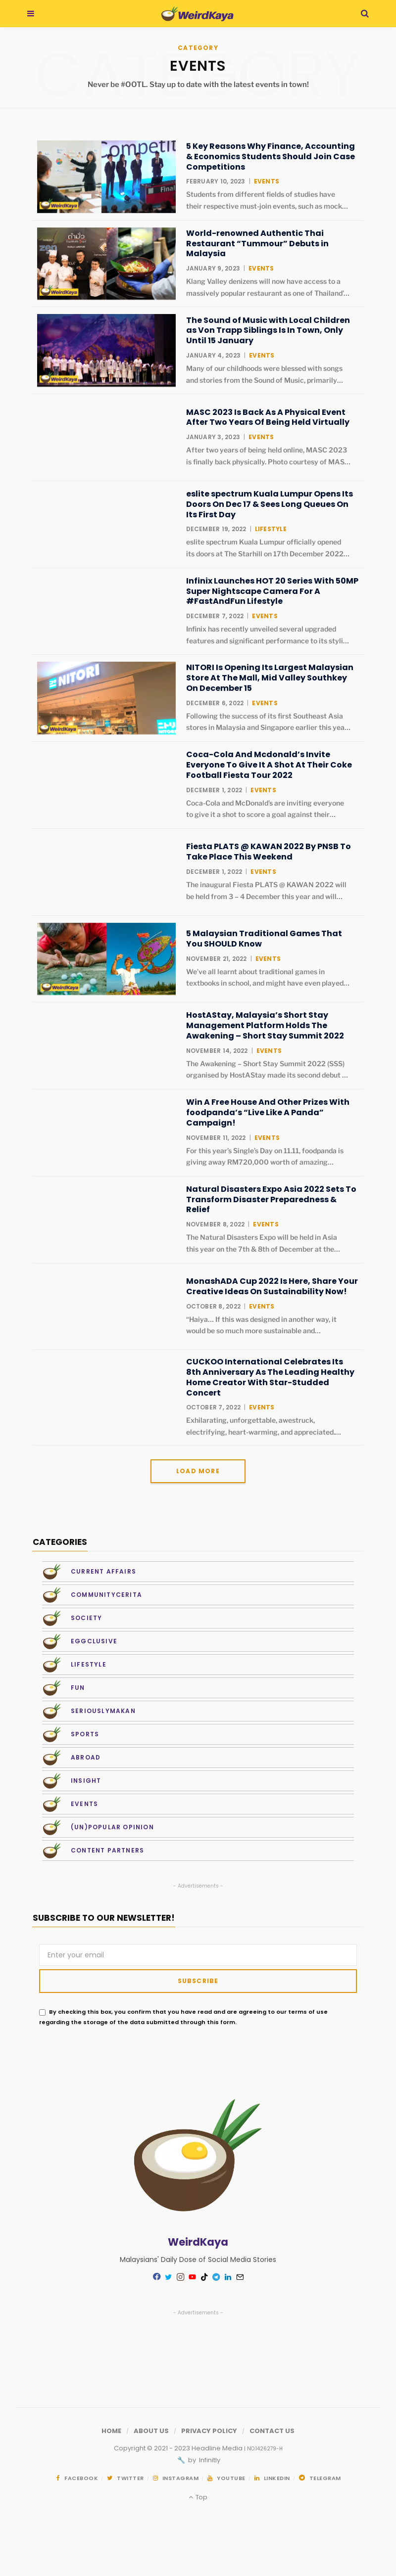 WeirdKaya
CATEGORY
CATEGORY
EVENTS
Never be #OOTL. Stay up to date with the latest events in town!
5 Key Reasons Why Finance, Accounting
& Economics Students Should Join Case
Competitions
FEBRUARY 10, 2023 | EVENTS
Students from different fields of studies have
their respective must-join events, such as mock…
WeirdKaya
World-renowned Authentic Thai
Restaurant “Tummour” Debuts in
Malaysia
JANUARY 9, 2023 | EVENTS
Klang Valley denizens will now have access to a
massively popular restaurant as one of Thailand’…
WeirdKaya
The Sound of Music with Local Children
as Von Trapp Siblings Is In Town, Only
Until 15 January
JANUARY 4, 2023 | EVENTS
Many of our childhoods were blessed with songs
and stories from the Sound of Music, primarily…
WeirdKaya
MASC 2023 Is Back As A Physical Event
After Two Years Of Being Held Virtually
JANUARY 3, 2023 | EVENTS
After two years of being held online, MASC 2023
is finally back physically. Photo courtesy of MAS…
eslite spectrum Kuala Lumpur Opens Its
Doors On Dec 17 & Sees Long Queues On
Its First Day
DECEMBER 19, 2022 | LIFESTYLE
eslite spectrum Kuala Lumpur officially opened
its doors at The Starhill on 17th December 2022…
Infinix Launches HOT 20 Series With 50MP
Super Nightscape Camera For A
#FastAndFun Lifestyle
DECEMBER 7, 2022 | EVENTS
Infinix has recently unveiled several upgraded
features and significant performance to its styli…
NITORI
WeirdKaya
NITORI Is Opening Its Largest Malaysian
Store At The Mall, Mid Valley Southkey
On December 15
DECEMBER 6, 2022 | EVENTS
Following the success of its first Southeast Asia
stores in Malaysia and Singapore earlier this yea…
Coca-Cola And Mcdonald’s Invite
Everyone To Give It A Shot At Their Coke
Football Fiesta Tour 2022
DECEMBER 1, 2022 | EVENTS
Coca-Cola and McDonald’s are inviting everyone
to give it a shot to score a goal against their…
Fiesta PLATS @ KAWAN 2022 By PNSB To
Take Place This Weekend
DECEMBER 1, 2022 | EVENTS
The inaugural Fiesta PLATS @ KAWAN 2022 will
be held from 3 – 4 December this year and will…
WeirdKaya
5 Malaysian Traditional Games That
You SHOULD Know
NOVEMBER 21, 2022 | EVENTS
We’ve all learnt about traditional games in
textbooks in school, and might have even played…
HostAStay, Malaysia’s Short Stay
Management Platform Holds The
Awakening – Short Stay Summit 2022
NOVEMBER 14, 2022 | EVENTS
The Awakening – Short Stay Summit 2022 (SSS)
organised by HostAStay made its second debut …
Win A Free House And Other Prizes With
foodpanda’s “Live Like A Panda”
Campaign!
NOVEMBER 11, 2022 | EVENTS
For this year’s Single’s Day on 11.11, foodpanda is
giving away RM720,000 worth of amazing…
Natural Disasters Expo Asia 2022 Sets To
Transform Disaster Preparedness &
Relief
NOVEMBER 8, 2022 | EVENTS
The Natural Disasters Expo will be held in Asia
this year on the 7th & 8th of December at the…
MonashADA Cup 2022 Is Here, Share Your
Creative Ideas On Sustainability Now!
OCTOBER 8, 2022 | EVENTS
“Haiya… If this was designed in another way, it
would be so much more sustainable and…
CUCKOO International Celebrates Its
8th Anniversary As The Leading Healthy
Home Creator With Star-Studded
Concert
OCTOBER 7, 2022 | EVENTS
Exhilarating, unforgettable, awestruck,
electrifying, heart-warming, and appreciated,…
LOAD MORE
CATEGORIES
CURRENT AFFAIRS
COMMUNITYCERITA
SOCIETY
EGGCLUSIVE
LIFESTYLE
FUN
SERIOUSLYMAKAN
SPORTS
ABROAD
INSIGHT
EVENTS
(UN)POPULAR OPINION
CONTENT PARTNERS
- Advertisements -
SUBSCRIBE TO OUR NEWSLETTER!
Enter your email
SUBSCRIBE
By checking this box, you confirm that you have read and are agreeing to our terms of use
regarding the storage of the data submitted through this form.
WeirdKaya
Malaysians' Daily Dose of Social Media Stories
- Advertisements -
HOME / ABOUT US / PRIVACY POLICY / CONTACT US
Copyright © 2021 - 2023 Headline Media | NO.1426279-H
by Infinitly
FACEBOOK / TWITTER / INSTAGRAM / YOUTUBE / LINKEDIN / TELEGRAM
Top